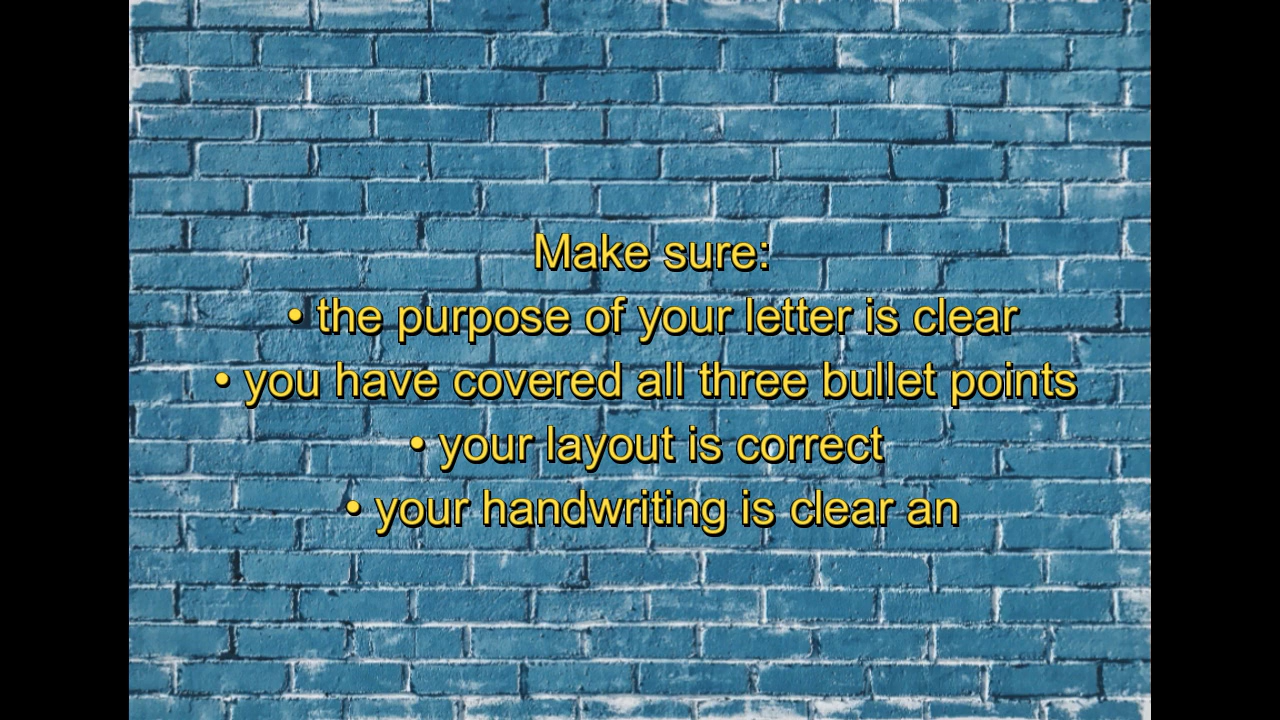 Make sure:
• the purpose of your letter is clear
• you have covered all three bullet points
• your layout is correct
• your handwriting is clear an